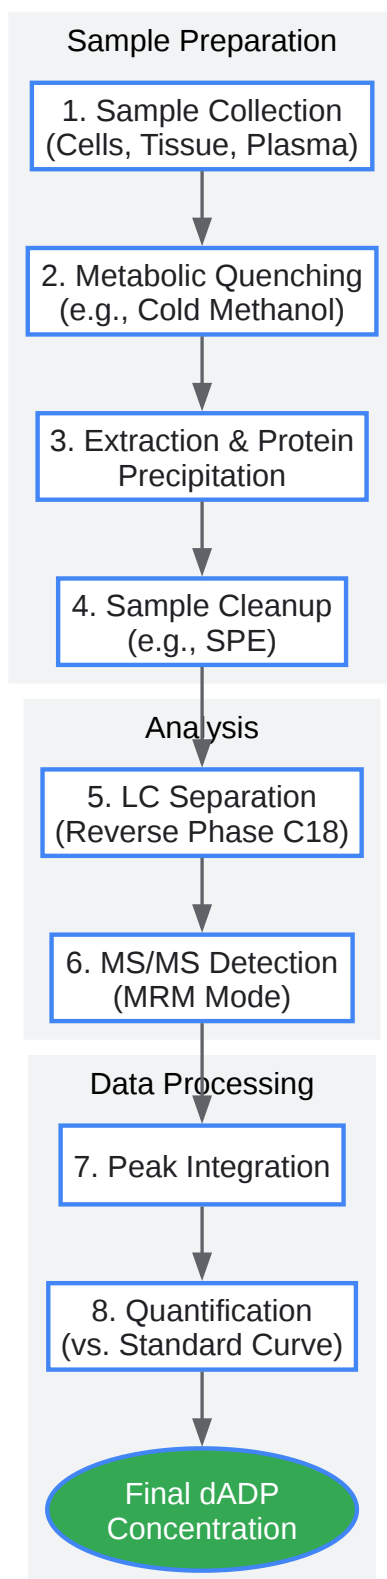 Sample Preparation
1. Sample Collection
(Cells, Tissue, Plasma)
2. Metabolic Quenching
(e.g., Cold Methanol)
3. Extraction & Protein
Precipitation
4. Sample Cleanup
(e.g., SPE)
Analysis
5. LC Separation
(Reverse Phase C18)
6. MS/MS Detection
(MRM Mode)
Data Processing
7. Peak Integration
8. Quantification
(vs. Standard Curve)
Final dADP
Concentration